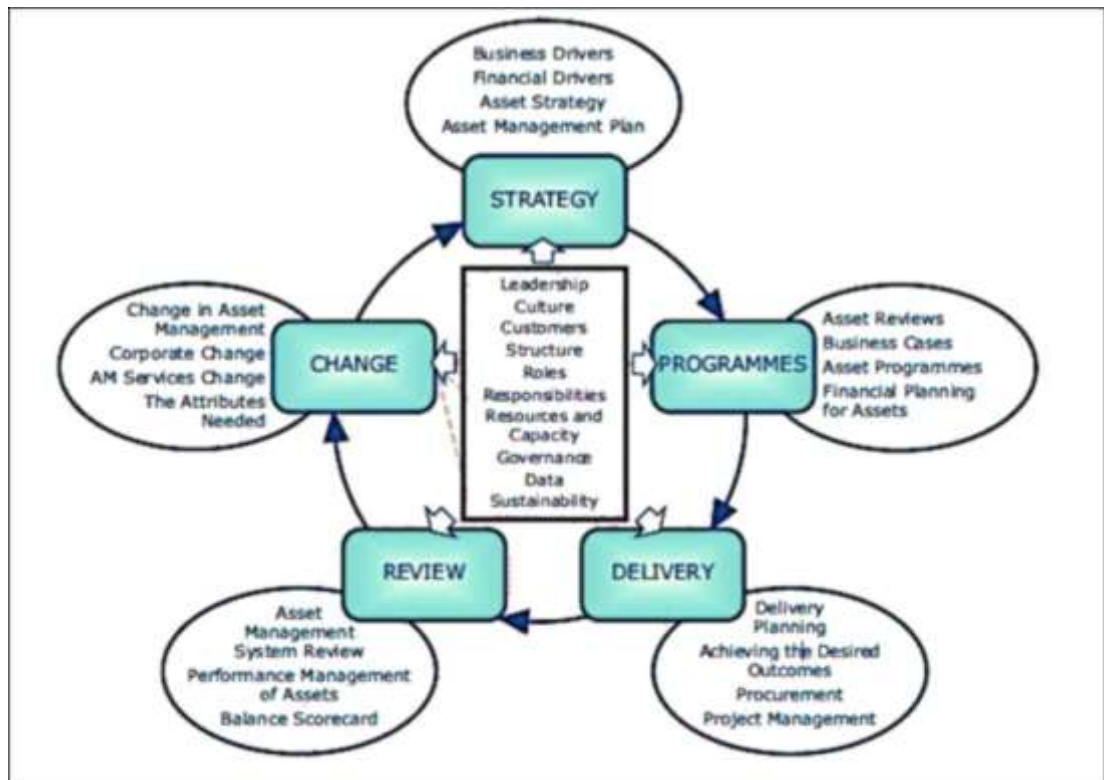 Business Drivers
Financial Drivers
Asset Strategy
Asset Management Plan
STRATEGY
Leadership
Culture
Customers
Structure
Roles
Responsibilities
Resources and
Capacity
Governance
Data
Sustainability
PROGRAMMES
Asset Reviews
Business Cases
Asset Programmes
Financial Planning
for Assets
DELIVERY
Delivery
Planning
Achieving the Desired
Outcomes
Procurement
Project Management
REVIEW
Asset
Management
System Review
Performance Management
of Assets
Balance Scorecard
CHANGE
Change in Asset
Management
Corporate Change
AM Services Change
The Attributes
Needed